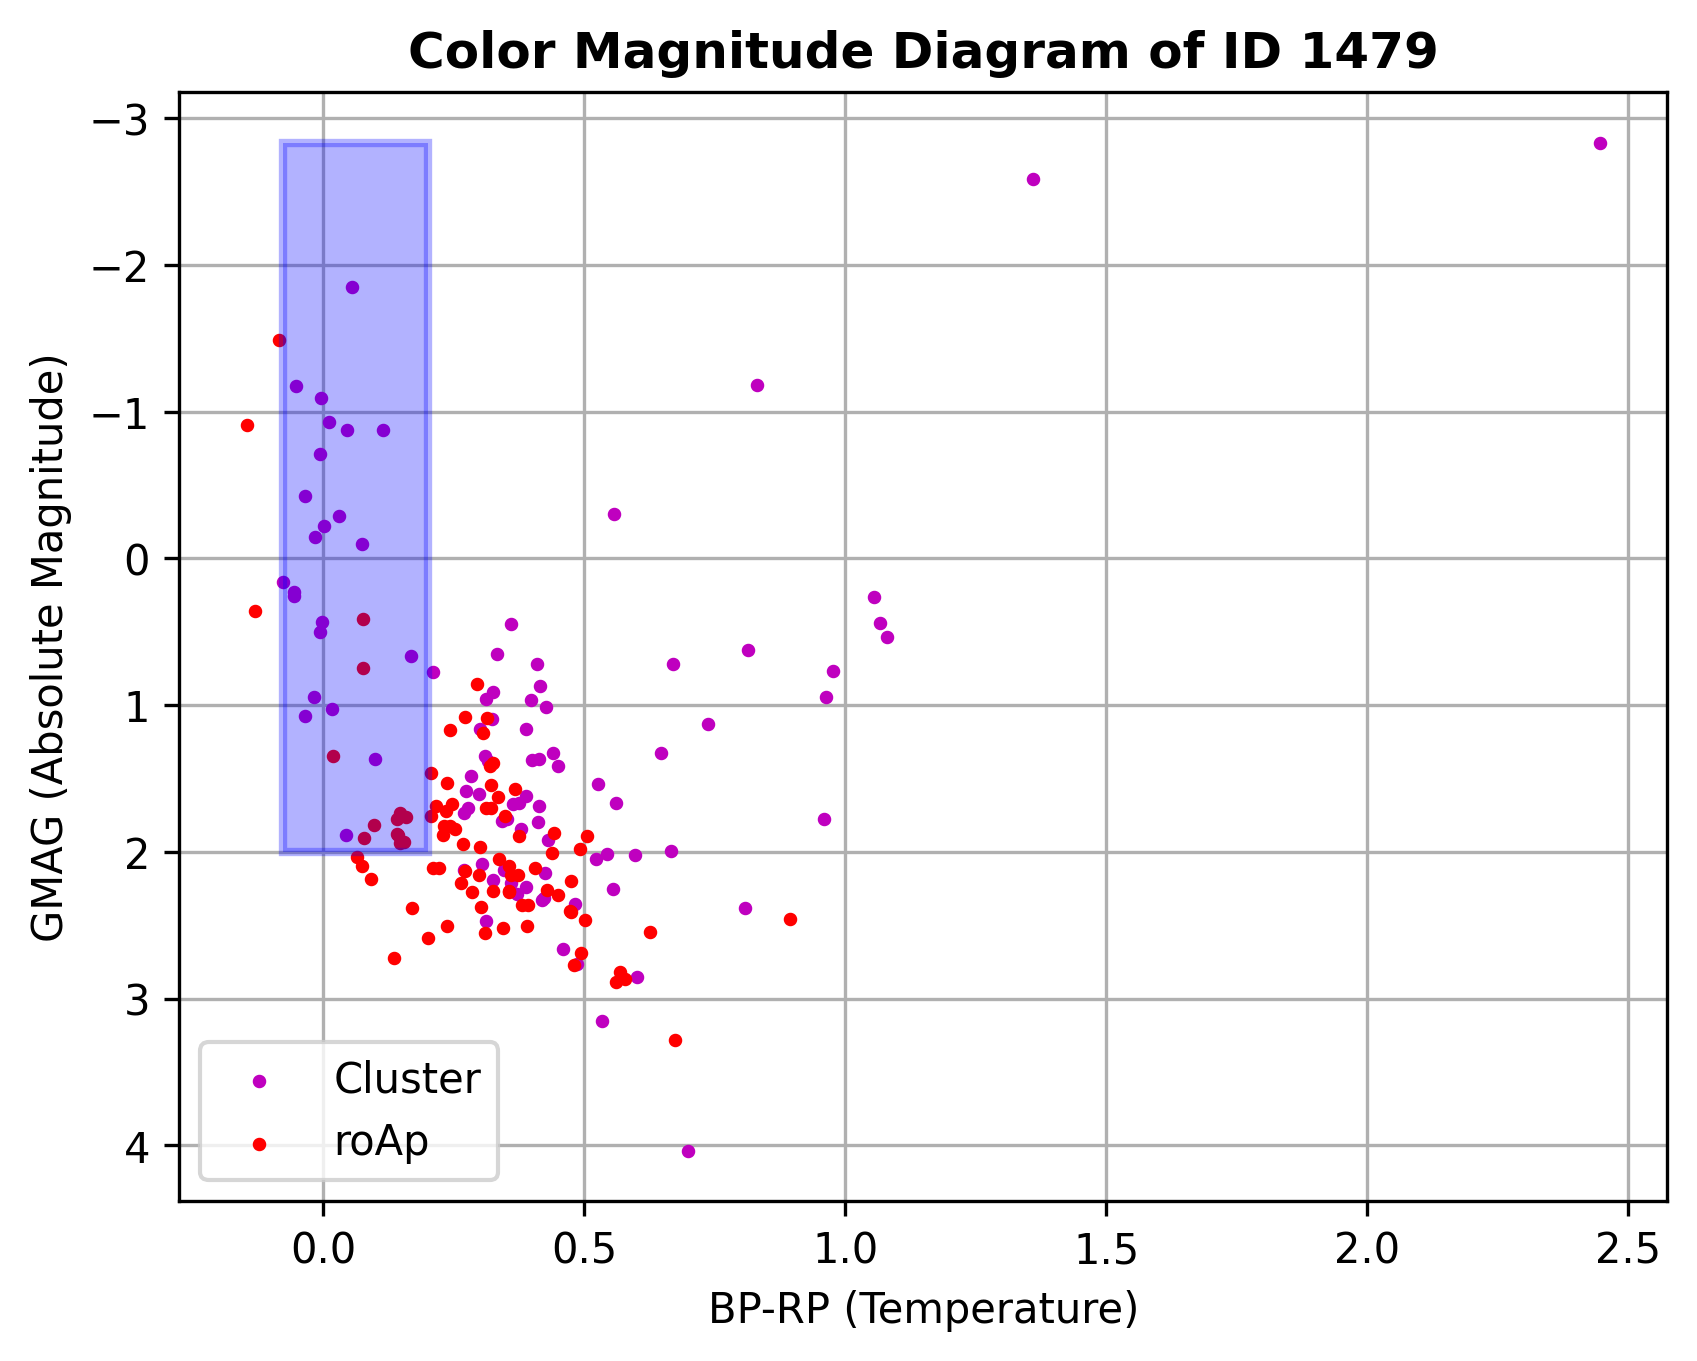 Color Magnitude Diagram of ID 1479
GMAG (Absolute Magnitude)
−3
−2
−1
0
1
2
3
4
Cluster
roAp
0.0 0.5 1.0 1.5 2.0 2.5
BP-RP (Temperature)